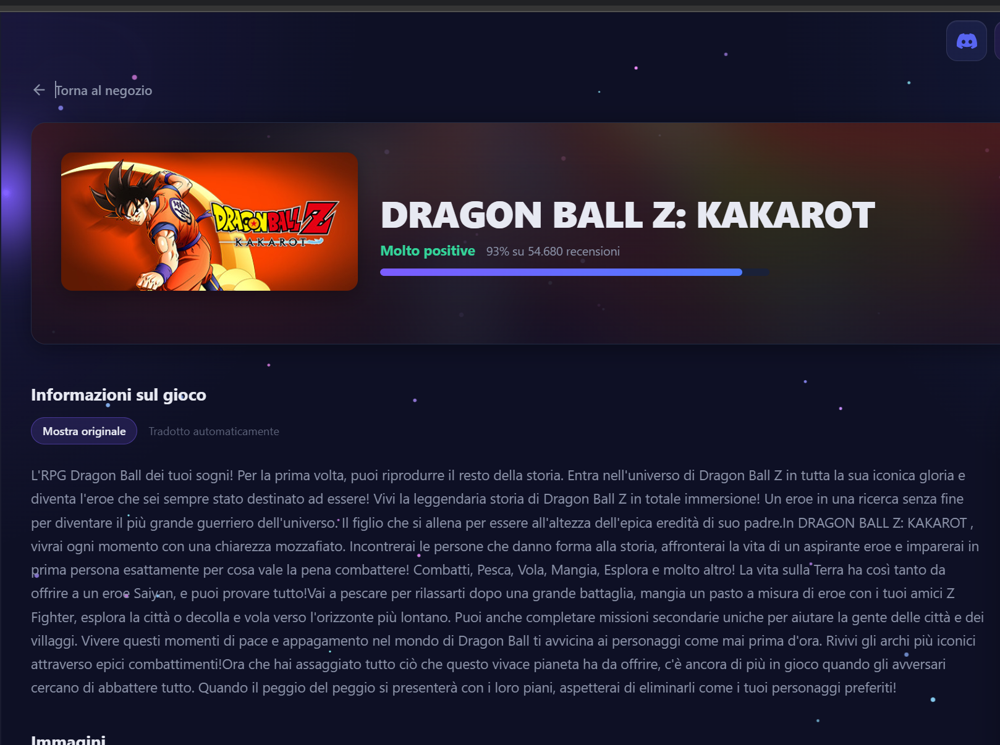 Torna al negozio
DRAGON BALL Z
KAKAROT
DRAGON BALL Z: KAKAROT
Molto positive 93% su 54.680 recensioni
Informazioni sul gioco
Mostra originale Tradotto automaticamente
L'RPG Dragon Ball dei tuoi sogni! Per la prima volta, puoi riprodurre il resto della storia. Entra nell'universo di Dragon Ball Z in tutta la sua iconica gloria e
diventa l'eroe che sei sempre stato destinato ad essere! Vivi la leggendaria storia di Dragon Ball Z in totale immersione! Un eroe in una ricerca senza fine
per diventare il più grande guerriero dell'universo. Il figlio che si allena per essere all'altezza dell'epica eredità di suo padre.In DRAGON BALL Z: KAKAROT ,
vivrai ogni momento con una chiarezza mozzafiato. Incontrerai le persone che danno forma alla storia, affronterai la vita di un aspirante eroe e imparerai in
prima persona esattamente per cosa vale la pena combattere! Combatti, Pesca, Vola, Mangia, Esplora e molto altro! La vita sulla Terra ha così tanto da
offrire a un eroe Saiyan, e puoi provare tutto!Vai a pescare per rilassarti dopo una grande battaglia, mangia un pasto a misura di eroe con i tuoi amici Z
Fighter, esplora la città o decolla e vola verso l'orizzonte più lontano. Puoi anche completare missioni secondarie uniche per aiutare la gente delle città e dei
villaggi. Vivere questi momenti di pace e appagamento nel mondo di Dragon Ball ti avvicina ai personaggi come mai prima d'ora. Rivivi gli archi più iconici
attraverso epici combattimenti!Ora che hai assaggiato tutto ciò che questo vivace pianeta ha da offrire, c'è ancora di più in gioco quando gli avversari
cercano di abbattere tutto. Quando il peggio del peggio si presenterà con i loro piani, aspetterai di eliminarli come i tuoi personaggi preferiti!
Immagini